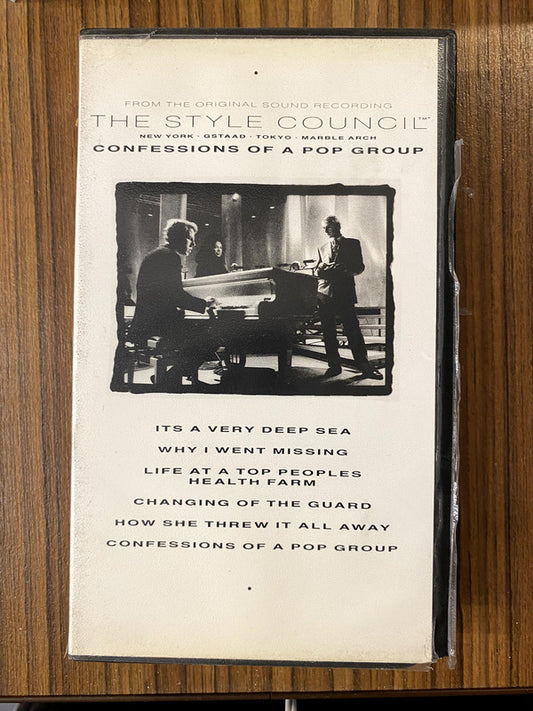 FROM THE ORIGINAL SOUND RECORDING
THE STYLE COUNCIL™
NEW YORK · GSTAAD · TOKYO · MARBLE ARCH
CONFESSIONS OF A POP GROUP
ITS A VERY DEEP SEA
WHY I WENT MISSING
LIFE AT A TOP PEOPLES
HEALTH FARM
CHANGING OF THE GUARD
HOW SHE THREW IT ALL AWAY
CONFESSIONS OF A POP GROUP